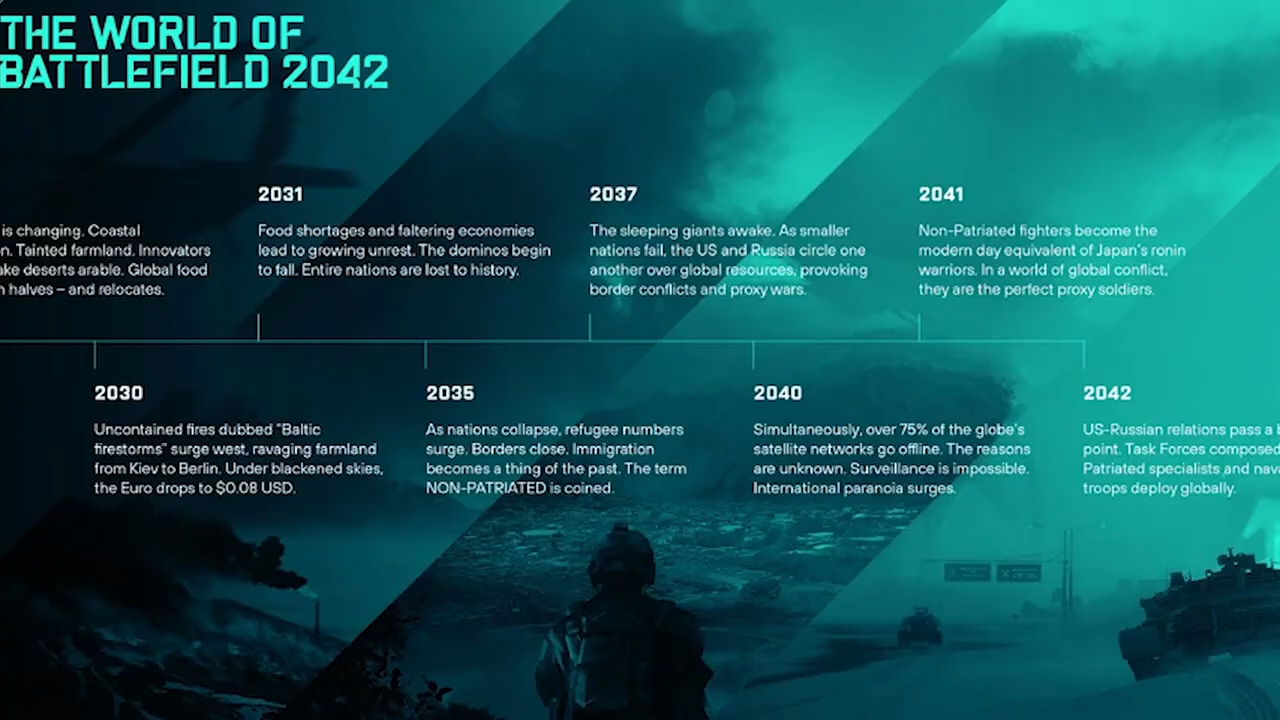 THE WORLD OF
BATTLEFIELD 2042
is changing. Coastal
Tainted farmland. Innovators
deserts arable. Global food
halves – and relocates.
2031
Food shortages and faltering economies
lead to growing unrest. The dominos begin
to fall. Entire nations are lost to history.
2037
The sleeping giants awake. As smaller
nations fail, the US and Russia circle one
another over global resources, provoking
border conflicts and proxy wars.
2041
Non-Patriated fighters become the
modern day equivalent of Japan's ronin
warriors. In a world of global conflict,
they are the perfect proxy soldiers.
2030
Uncontained fires dubbed "Baltic
firestorms" surge west, ravaging farmland
from Kiev to Berlin. Under blackened skies,
the Euro drops to $0.08 USD.
2035
As nations collapse, refugee numbers
surge. Borders close. Immigration
becomes a thing of the past. The term
NON-PATRIATED is coined.
2040
Simultaneously, over 75% of the globe's
satellite networks go offline. The reasons
are unknown. Surveillance is impossible.
International paranoia surges.
2042
US-Russian relations pass a
point. Task Forces composed
Patriated specialists and
troops deploy globally.